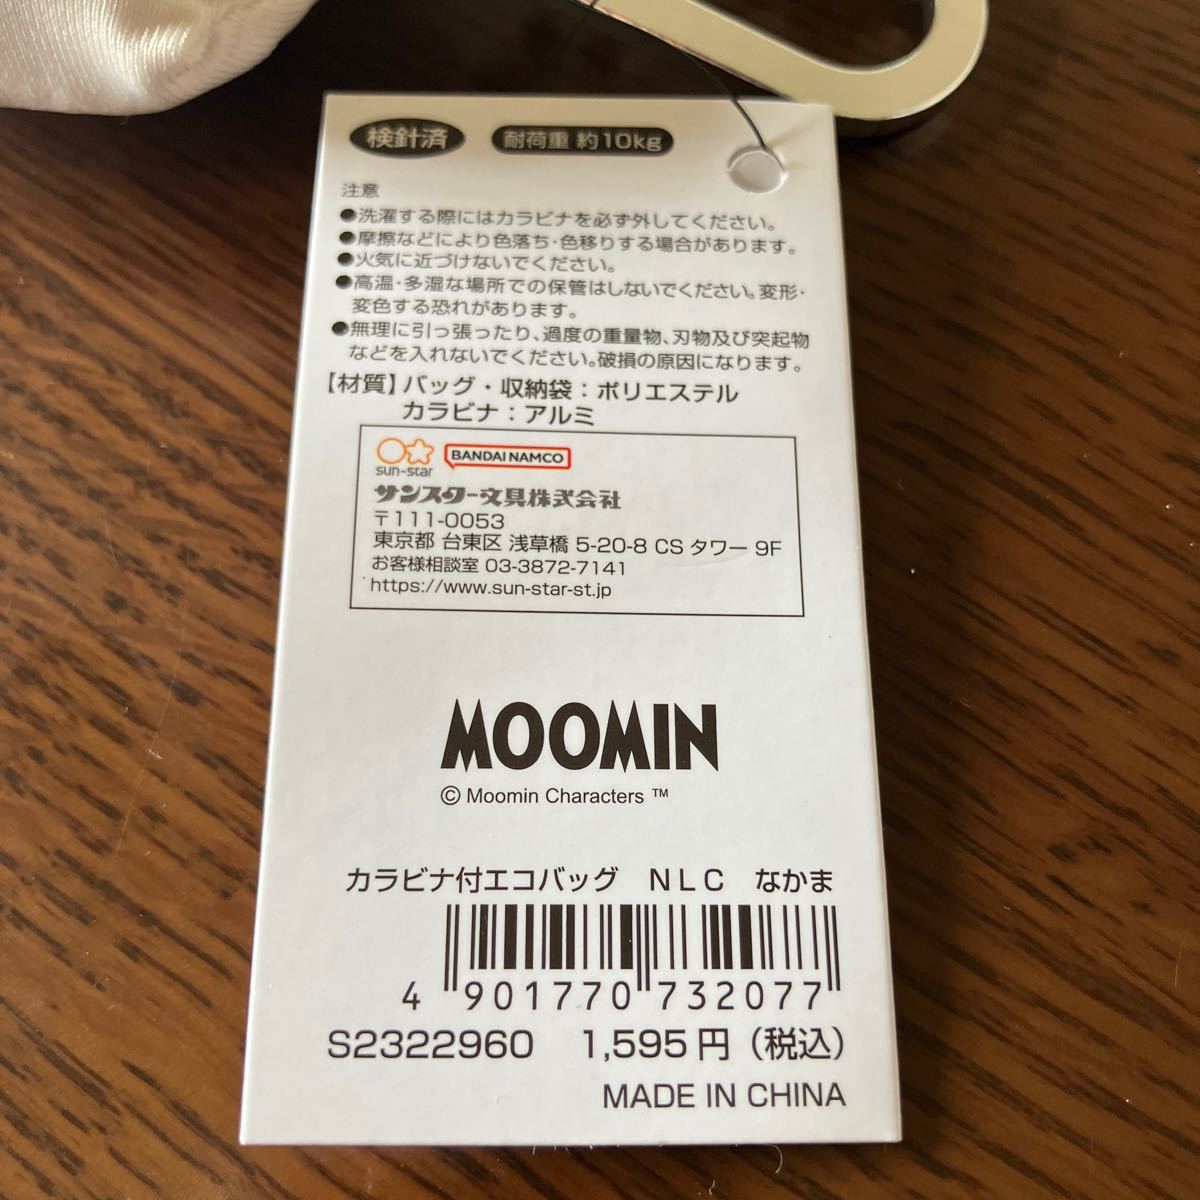 検針済 耐荷重 約10kg
注意
●洗濯する際にはカラビナを必ず外してください。
●摩擦などにより色落ち・色移りする場合があります。
●火気に近づけないでください。
●高温・多湿な場所での保管はしないでください。変形・
変色する恐れがあります。
●無理に引っ張ったり、過度の重量物、刃物及び突起物
などを入れないでください。破損の原因になります。
【材質】バッグ・収納袋：ポリエステル
カラビナ：アルミ
sun-star BANDAI NAMCO
サンスター文具株式会社
〒111-0053
東京都 台東区 浅草橋 5-20-8 CS タワー 9F
お客様相談室 03-3872-7141
https://www.sun-star-st.jp
MOOMIN
© Moomin Characters ™
カラビナ付エコバッグ NLC なかま
4 901770 732077
S2322960 1,595円（税込）
MADE IN CHINA